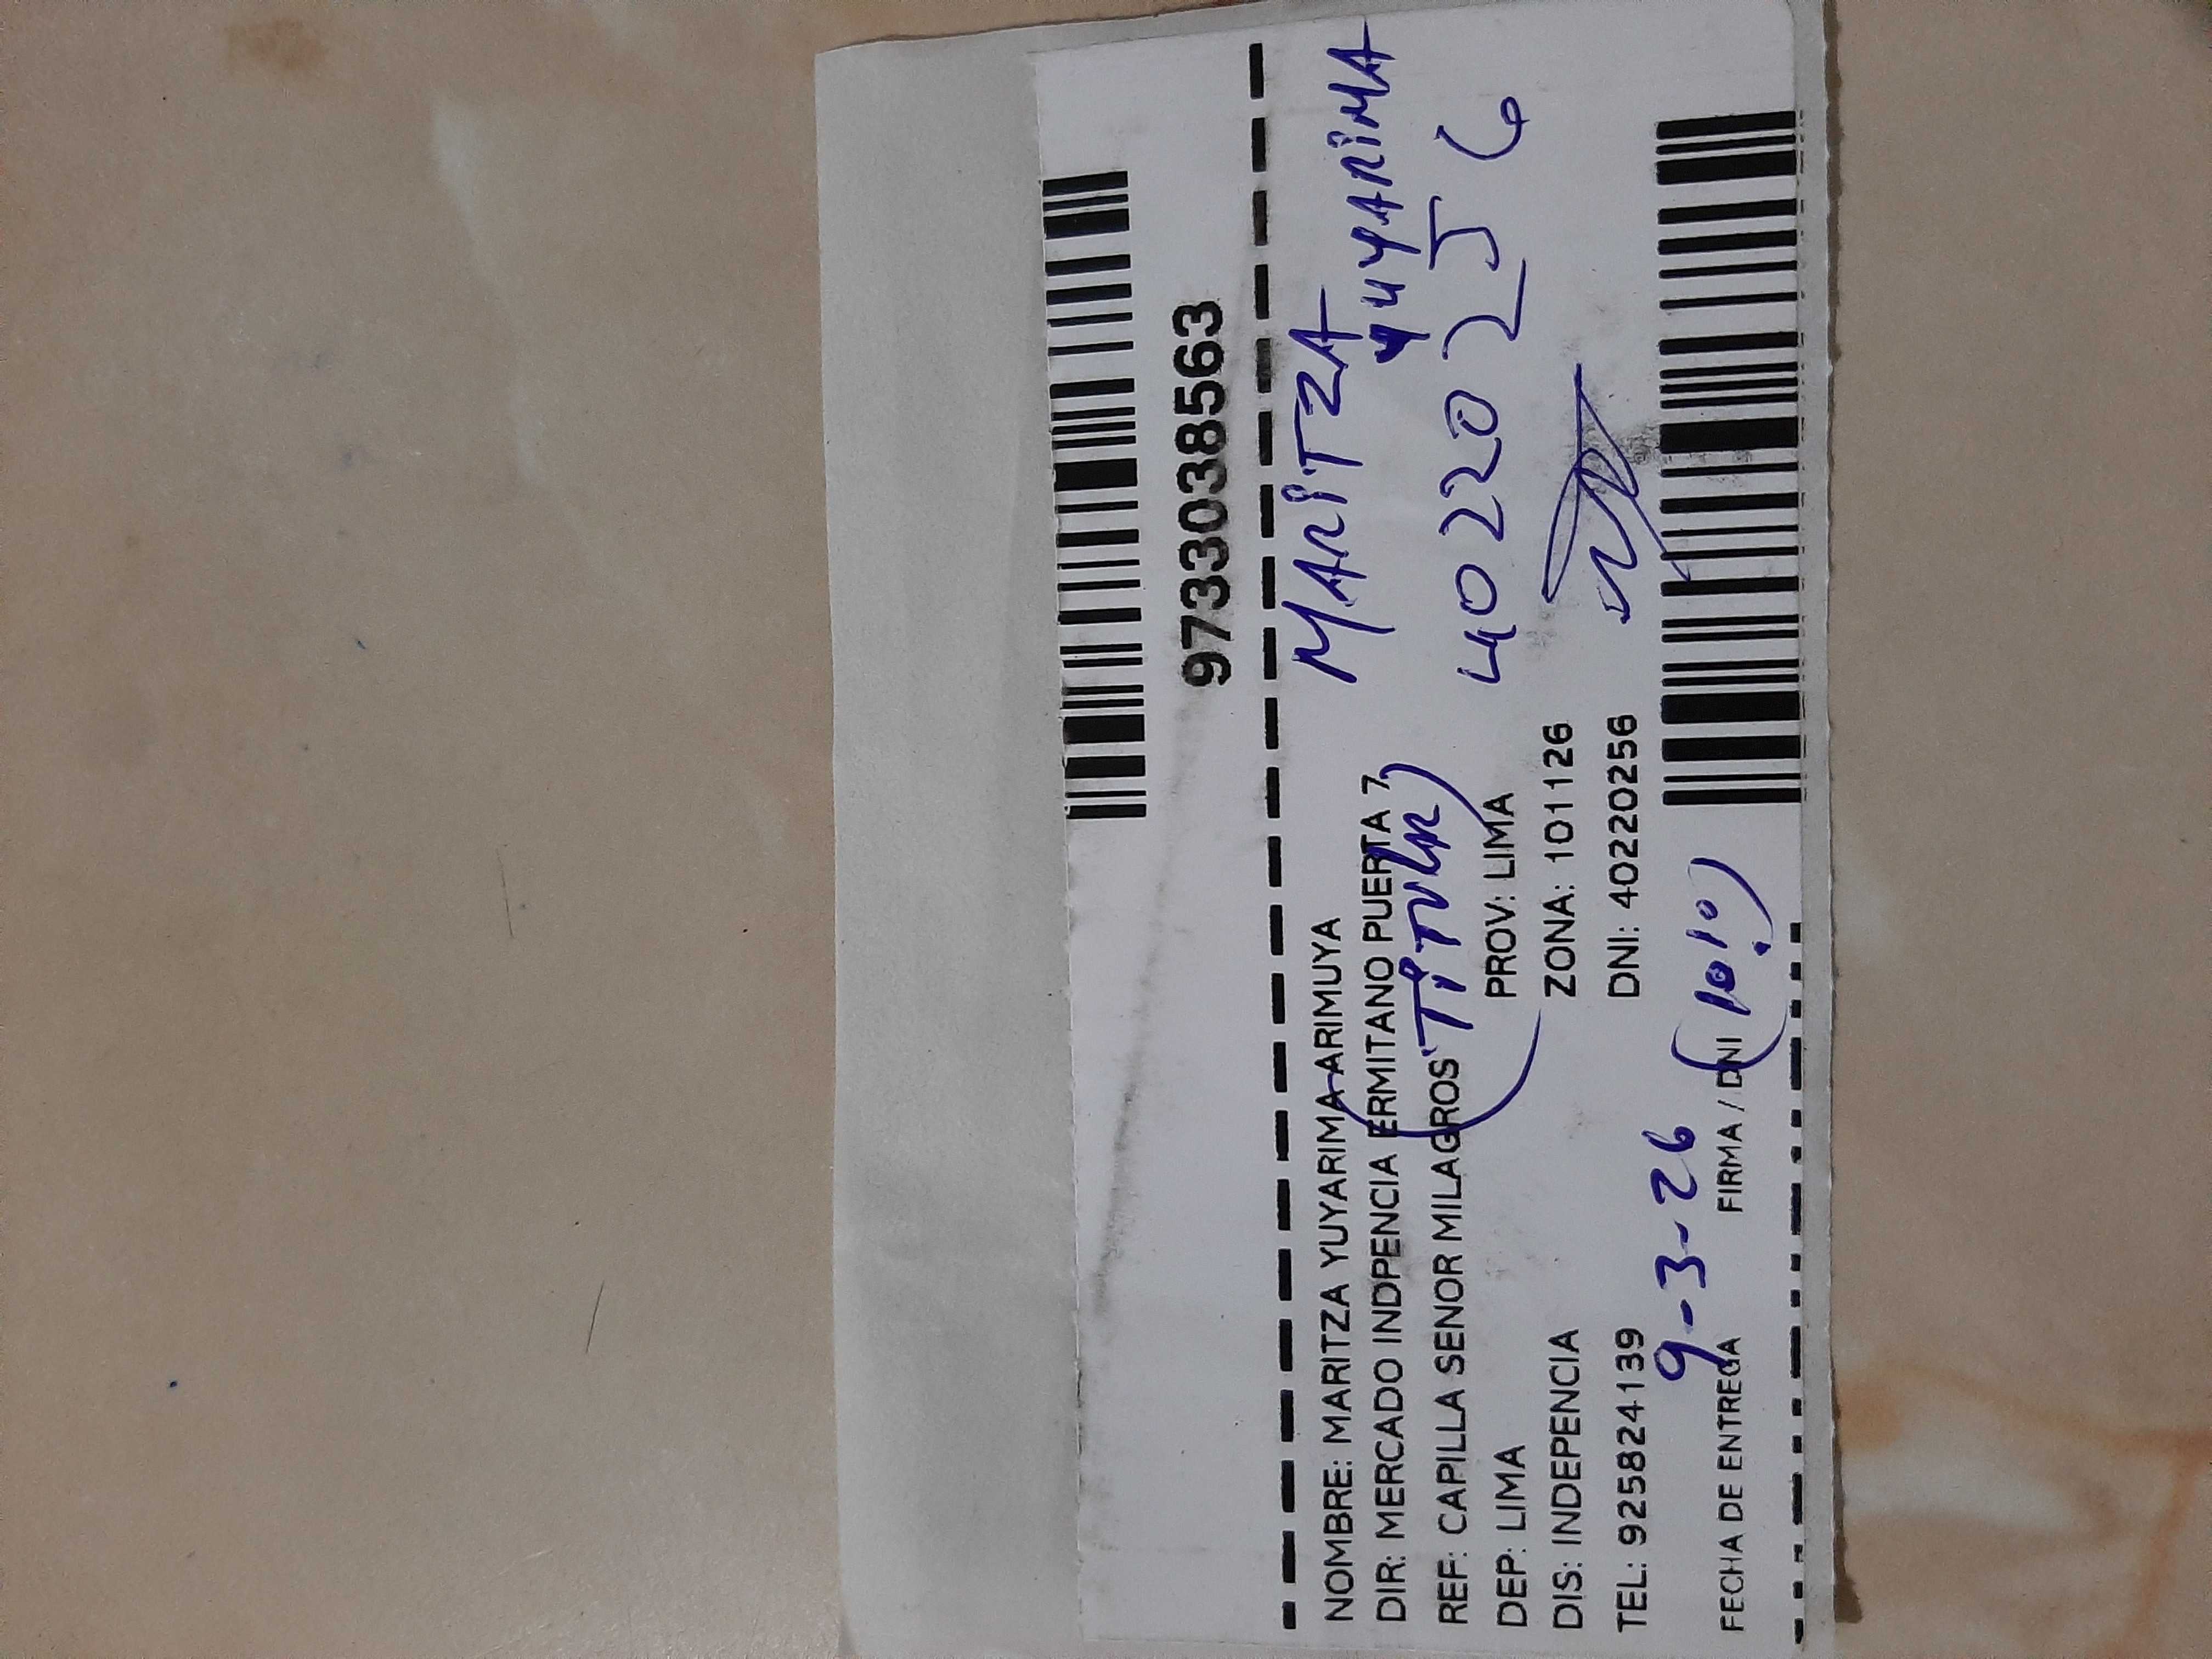 9733038563
MARITZA
YUYARIMA
NOMBRE: MARITZA YUYARIMA ARIMUYA
DIR: MERCADO INDPENCIA ERMITANO PUERTA 7
(TITULAR)
40220256
REF: CAPILLA SENOR MILAGROS
DEP: LIMA PROV: LIMA
DIS: INDEPENCIA ZONA: 101126
TEL: 925824139 DNI: 40220256
9-3-26
FECHA DE ENTREGA FIRMA / DNI